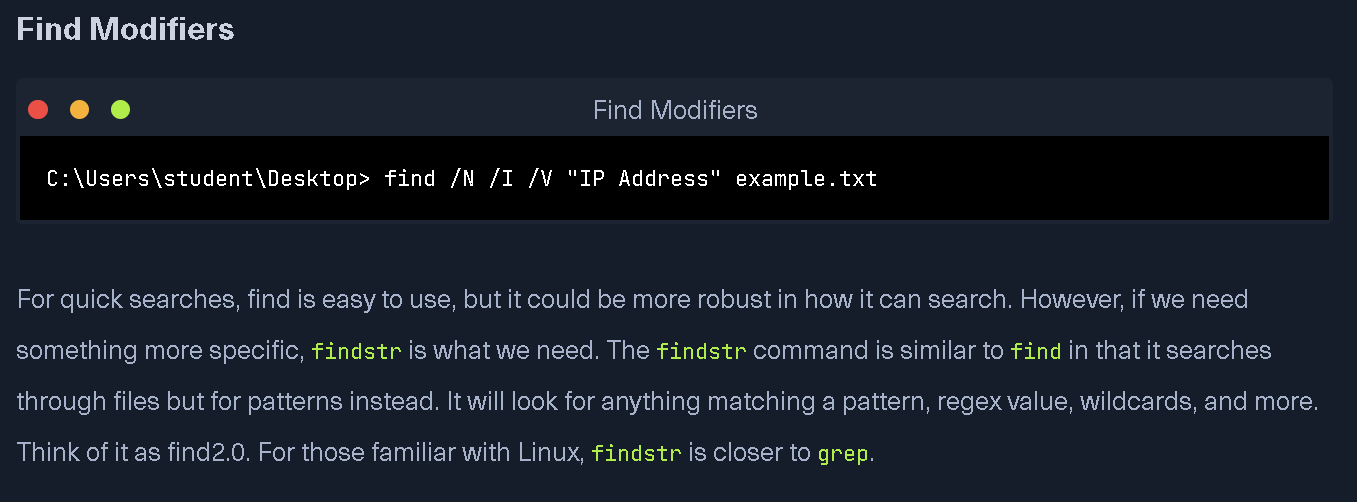 Find Modifiers
Find Modifiers
C:\Users\student\Desktop> find /N /I /V "IP Address" example.txt
For quick searches, find is easy to use, but it could be more robust in how it can search. However, if we need
something more specific, findstr is what we need. The findstr command is similar to find in that it searches
through files but for patterns instead. It will look for anything matching a pattern, regex value, wildcards, and more.
Think of it as find2.0. For those familiar with Linux, findstr is closer to grep.